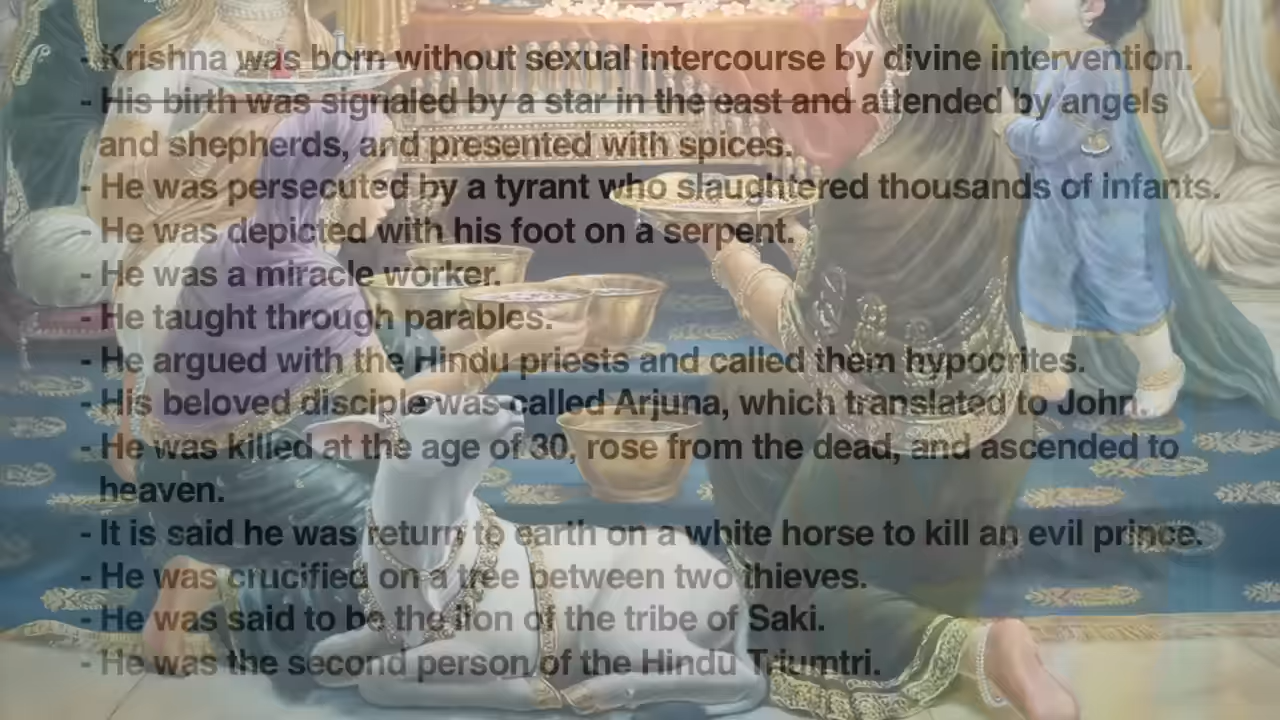 - Krishna was born without sexual intercourse by divine intervention.
- His birth was signaled by a star in the east and attended by angels
and shepherds, and presented with spices.
- He was persecuted by a tyrant who slaughtered thousands of infants.
- He was depicted with his foot on a serpent.
- He was a miracle worker.
- He taught through parables.
- He argued with the Hindu priests and called them hypocrites.
- His beloved disciple was called Arjuna, which translated to John.
- He was killed at the age of 30, rose from the dead, and ascended to
heaven.
- It is said he was return to earth on a white horse to kill an evil prince.
- He was crucified on a tree between two thieves.
- He was said to be the lion of the tribe of Saki.
- He was the second person of the Hindu Triumtri.